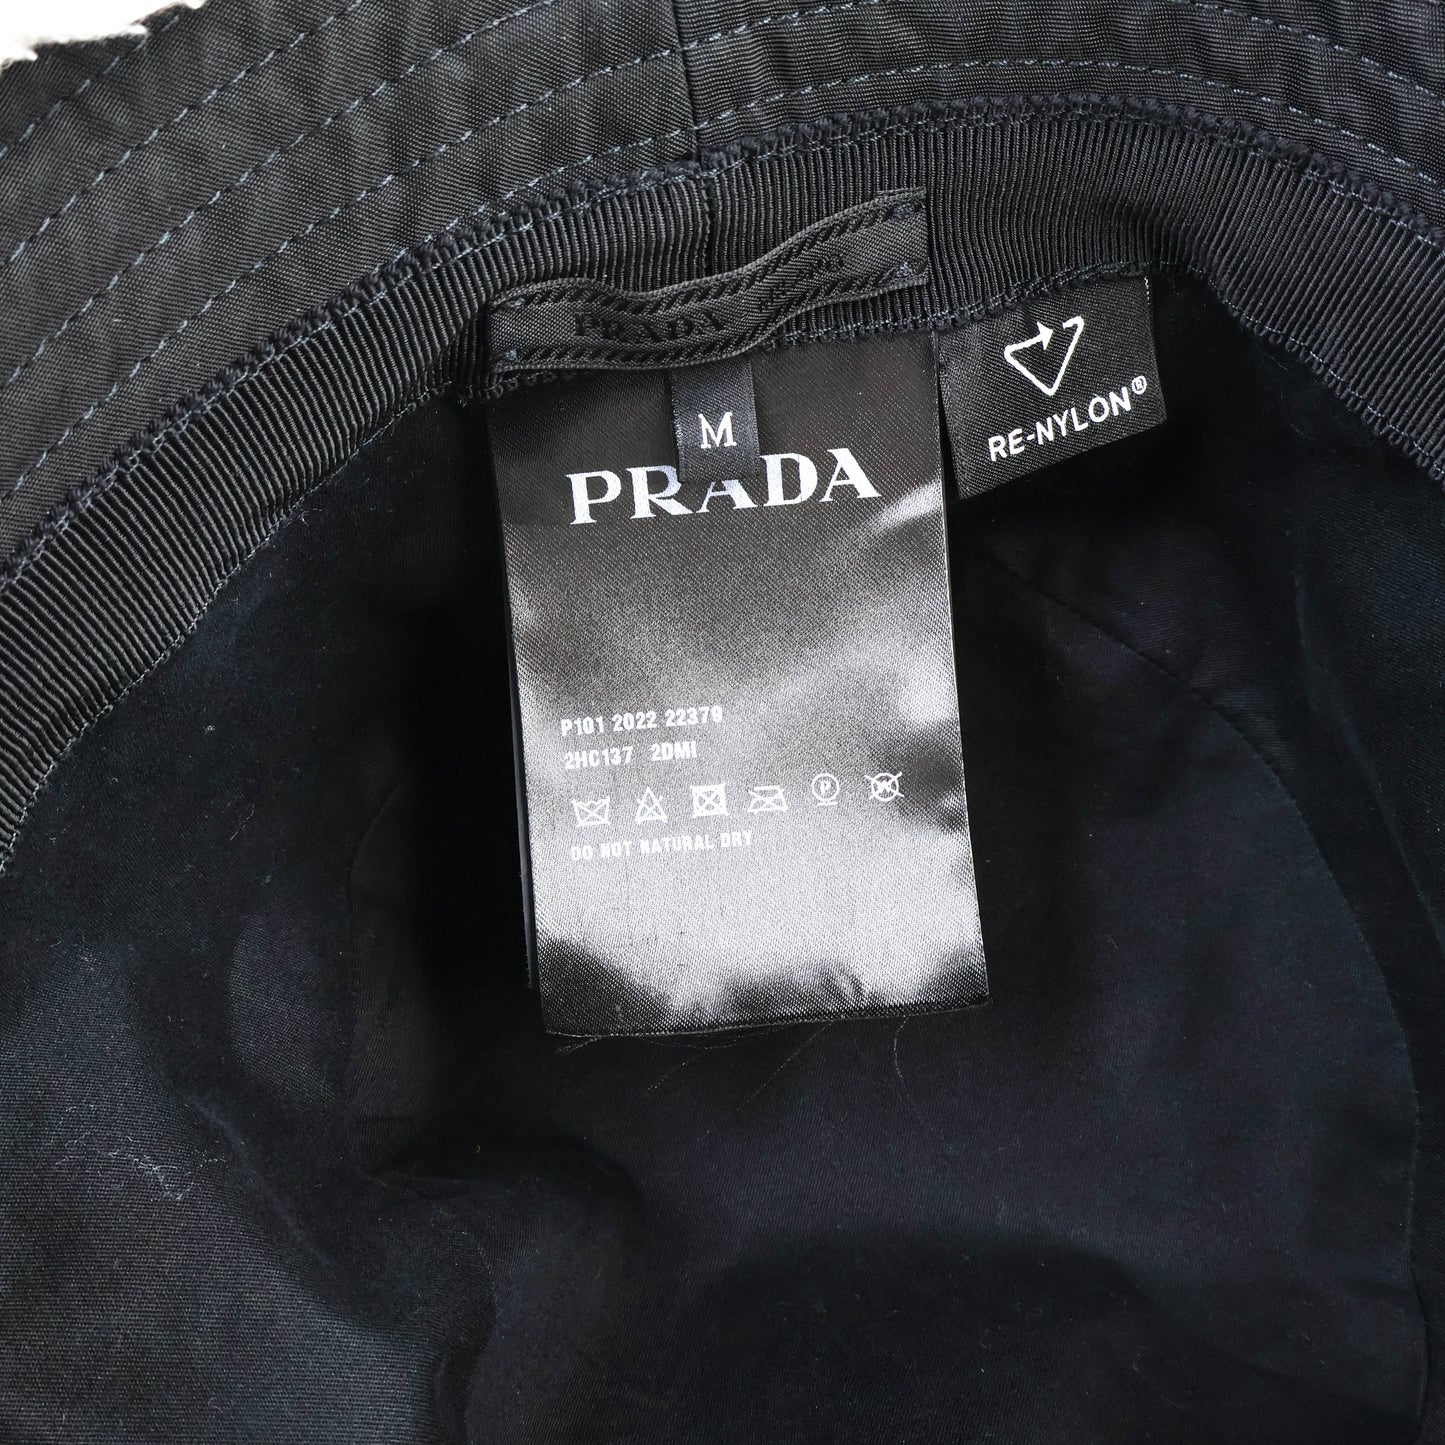 PRADA
M
PRADA
RE-NYLON®
P101 2022 22379
2HC137 2DMI
P
DO NOT NATURAL DRY